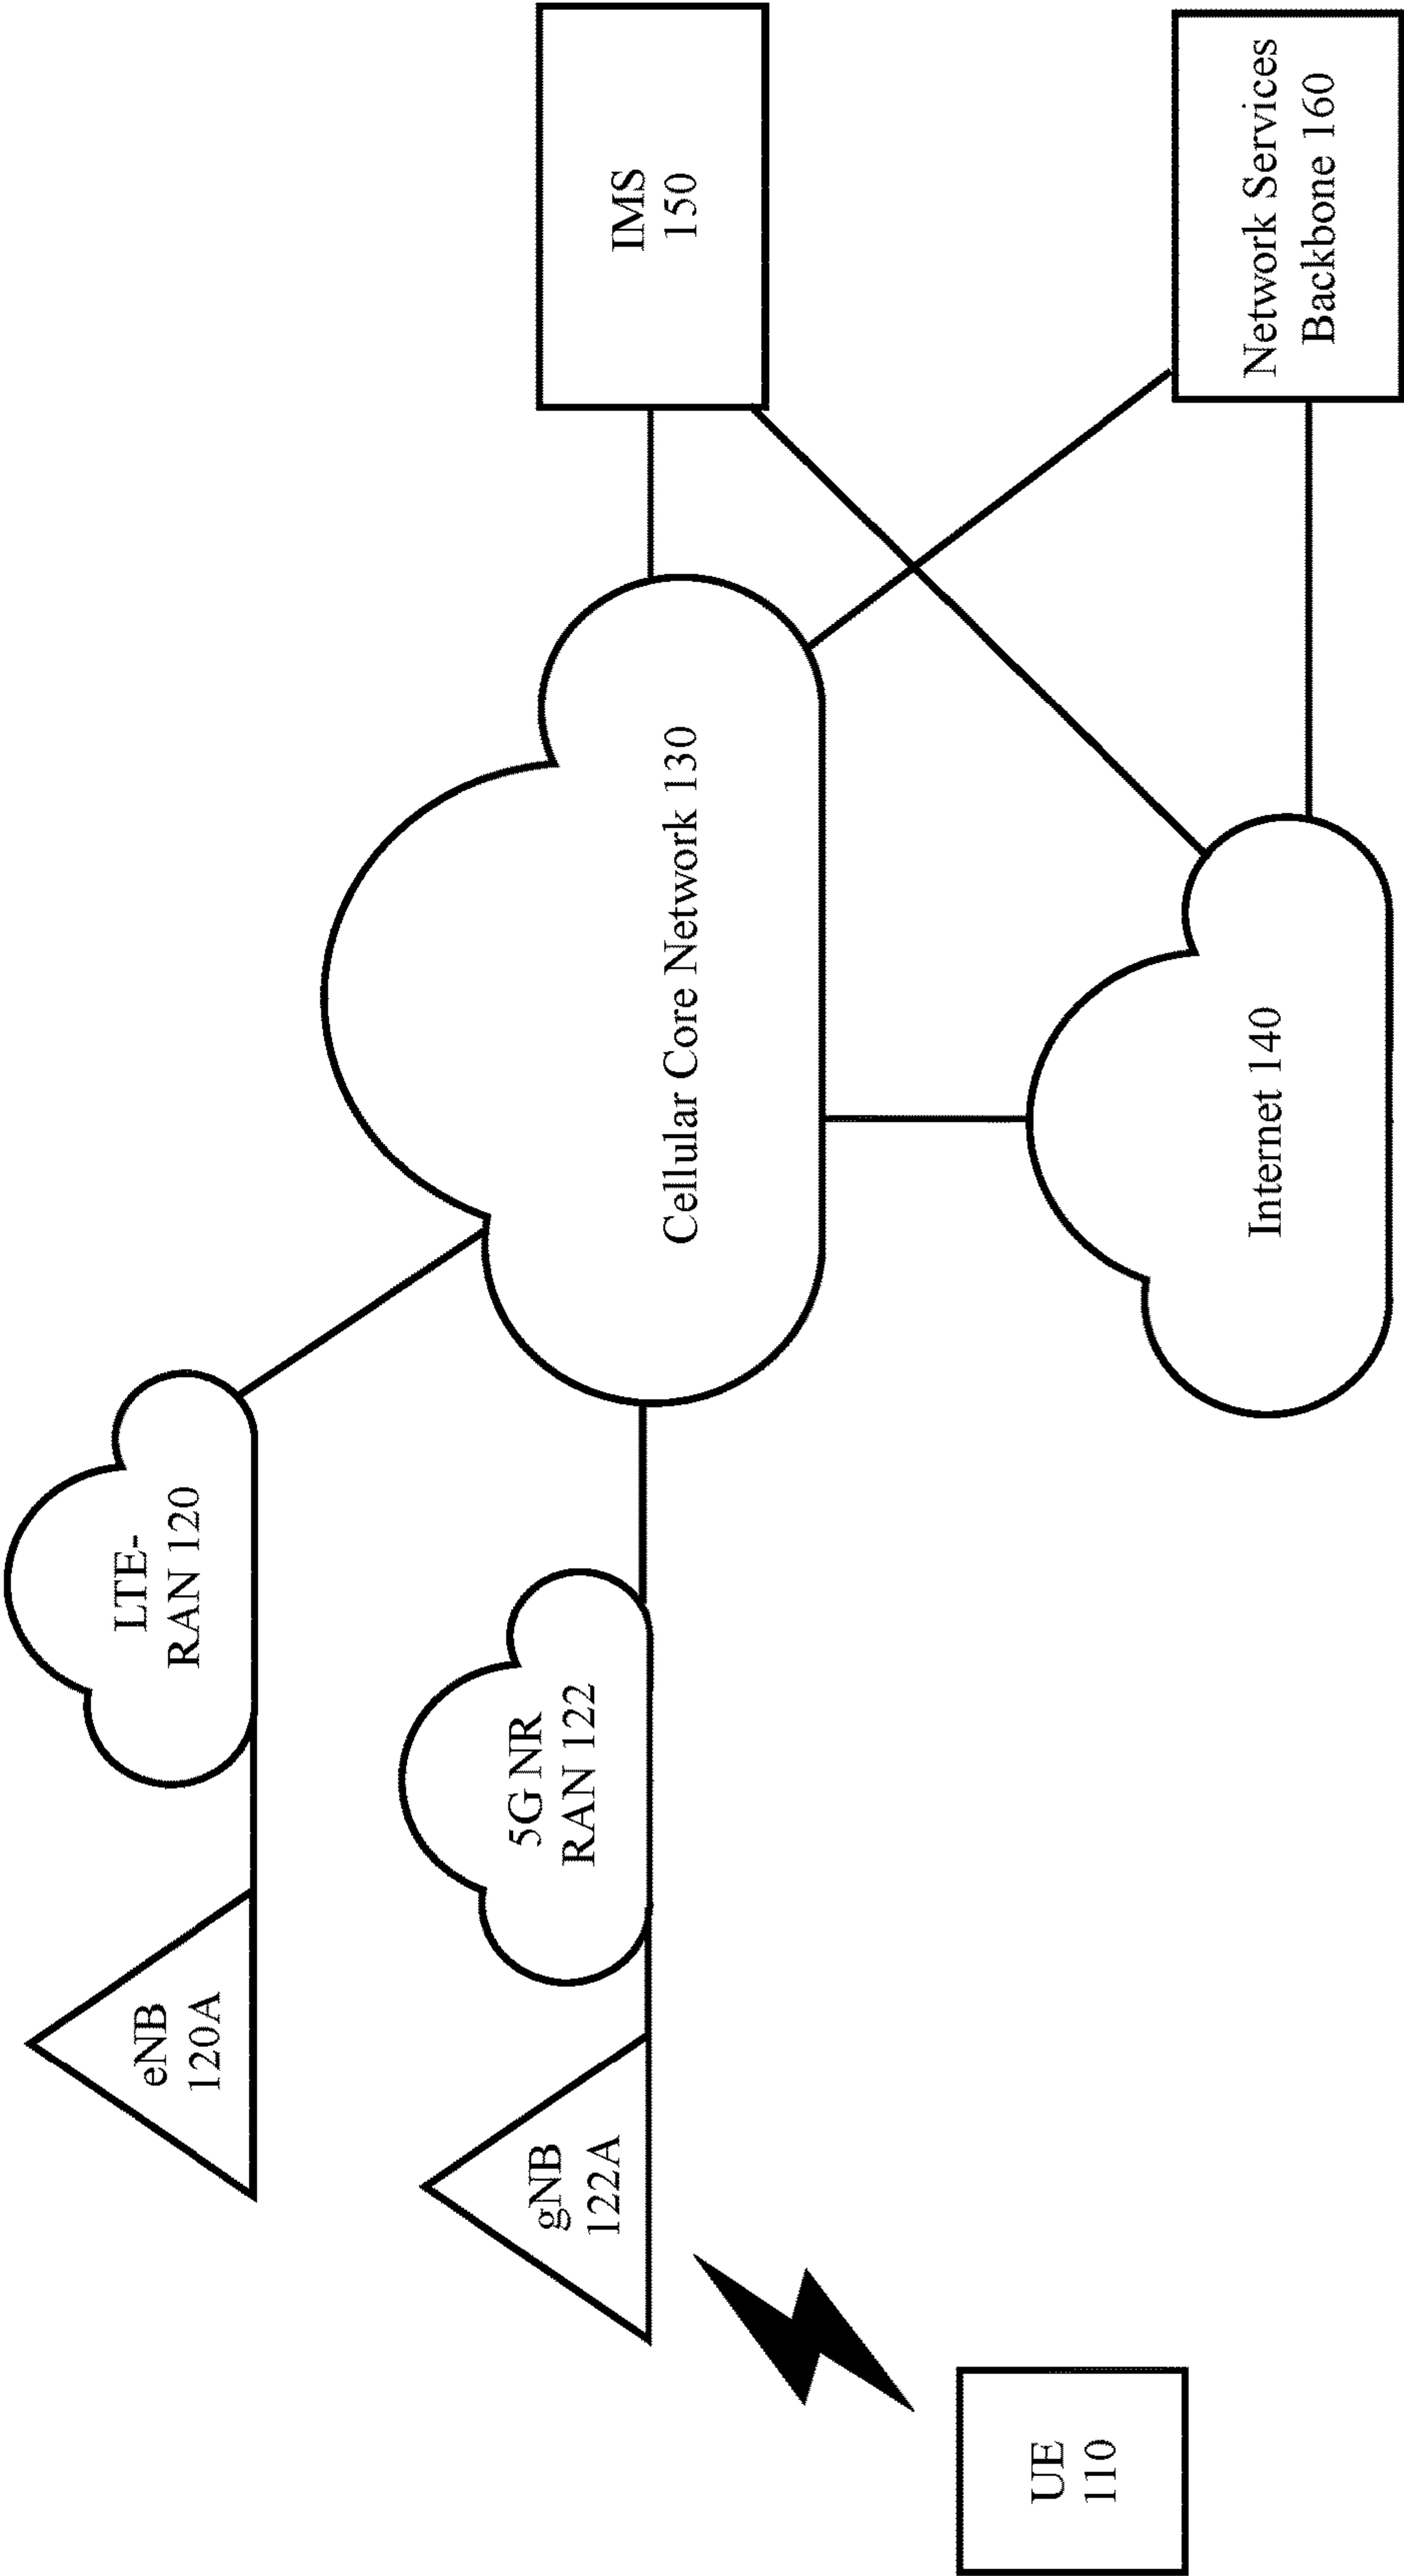 LTE-
RAN 120
eNB
120A
5G NR
RAN 122
gNB
122A
UE
110
Cellular Core Network 130
Internet 140
IMS
150
Network Services
Backbone 160